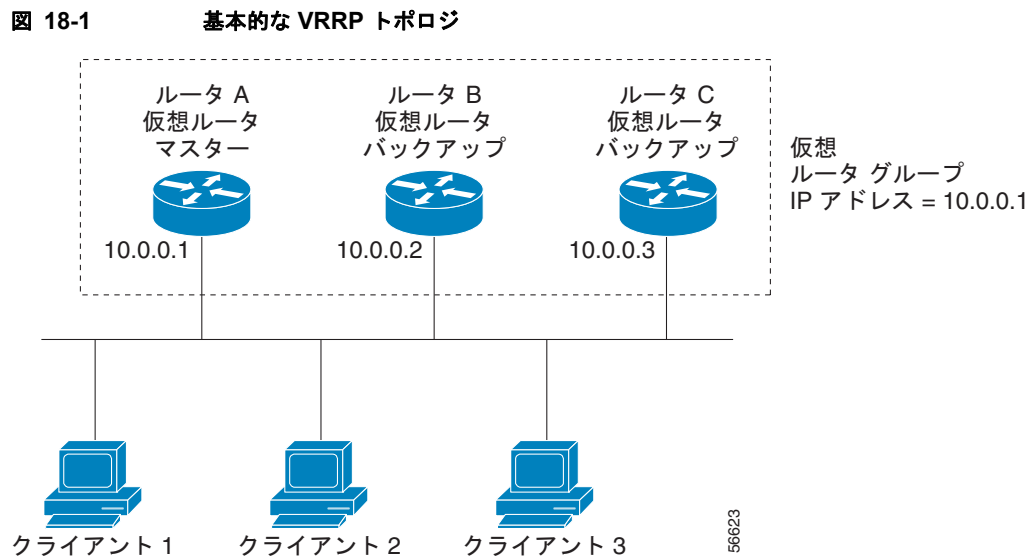 図 18-1 基本的な VRRP トポロジ
ルータ A
仮想ルータ
マスター
ルータ B
仮想ルータ
バックアップ
ルータ C
仮想ルータ
バックアップ
仮想
ルータ グループ
IP アドレス = 10.0.0.1
10.0.0.1
10.0.0.2
10.0.0.3
クライアント 1
クライアント 2
クライアント 3
56623